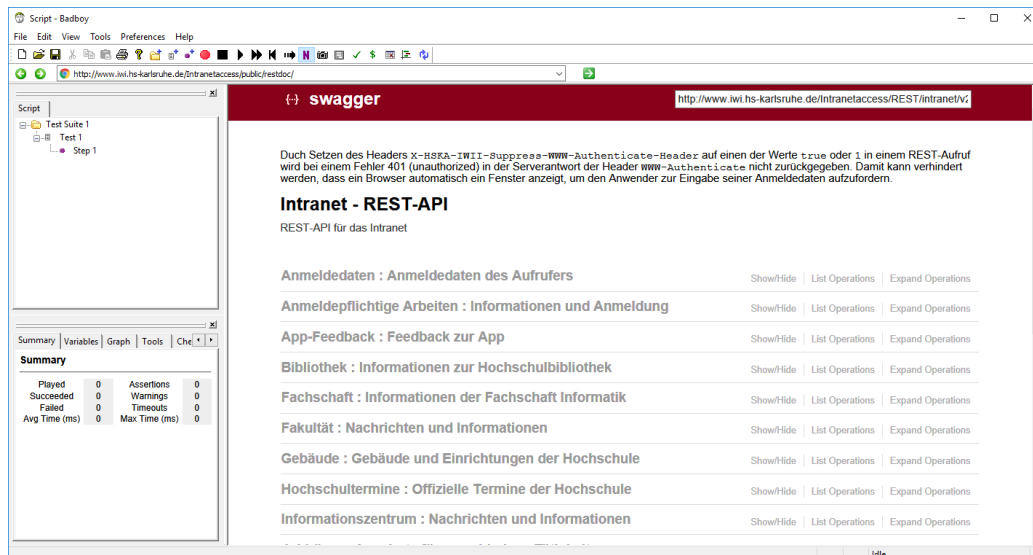 Script - Badboy
File Edit View Tools Preferences Help
http://www.iwi.hs-karlsruhe.de/Intranetaccess/public/restdoc/
Script
Test Suite 1
Test 1
Step 1
Summary Variables Graph Tools Che
Summary
Played 0 Assertions 0
Succeeded 0 Warnings 0
Failed 0 Timeouts 0
Avg Time (ms) 0 Max Time (ms) 0
swagger http://www.iwi.hs-karlsruhe.de/Intranetaccess/REST/intranet/v2
Duch Setzen des Headers X-HSKA-IWII-Suppress-WWW-Authenticate-Header auf einen der Werte true oder 1 in einem REST-Aufruf
wird bei einem Fehler 401 (unauthorized) in der Serverantwort der Header WWW-Authenticate nicht zurückgegeben. Damit kann verhindert
werden, dass ein Browser automatisch ein Fenster anzeigt, um den Anwender zur Eingabe seiner Anmeldedaten aufzufordern.
Intranet - REST-API
REST-API für das Intranet
Anmeldedaten : Anmeldedaten des Aufrufers Show/Hide List Operations Expand Operations
Anmeldepflichtige Arbeiten : Informationen und Anmeldung Show/Hide List Operations Expand Operations
App-Feedback : Feedback zur App Show/Hide List Operations Expand Operations
Bibliothek : Informationen zur Hochschulbibliothek Show/Hide List Operations Expand Operations
Fachschaft : Informationen der Fachschaft Informatik Show/Hide List Operations Expand Operations
Fakultät : Nachrichten und Informationen Show/Hide List Operations Expand Operations
Gebäude : Gebäude und Einrichtungen der Hochschule Show/Hide List Operations Expand Operations
Hochschultermine : Offizielle Termine der Hochschule Show/Hide List Operations Expand Operations
Informationszentrum : Nachrichten und Informationen Show/Hide List Operations Expand Operations
Idle